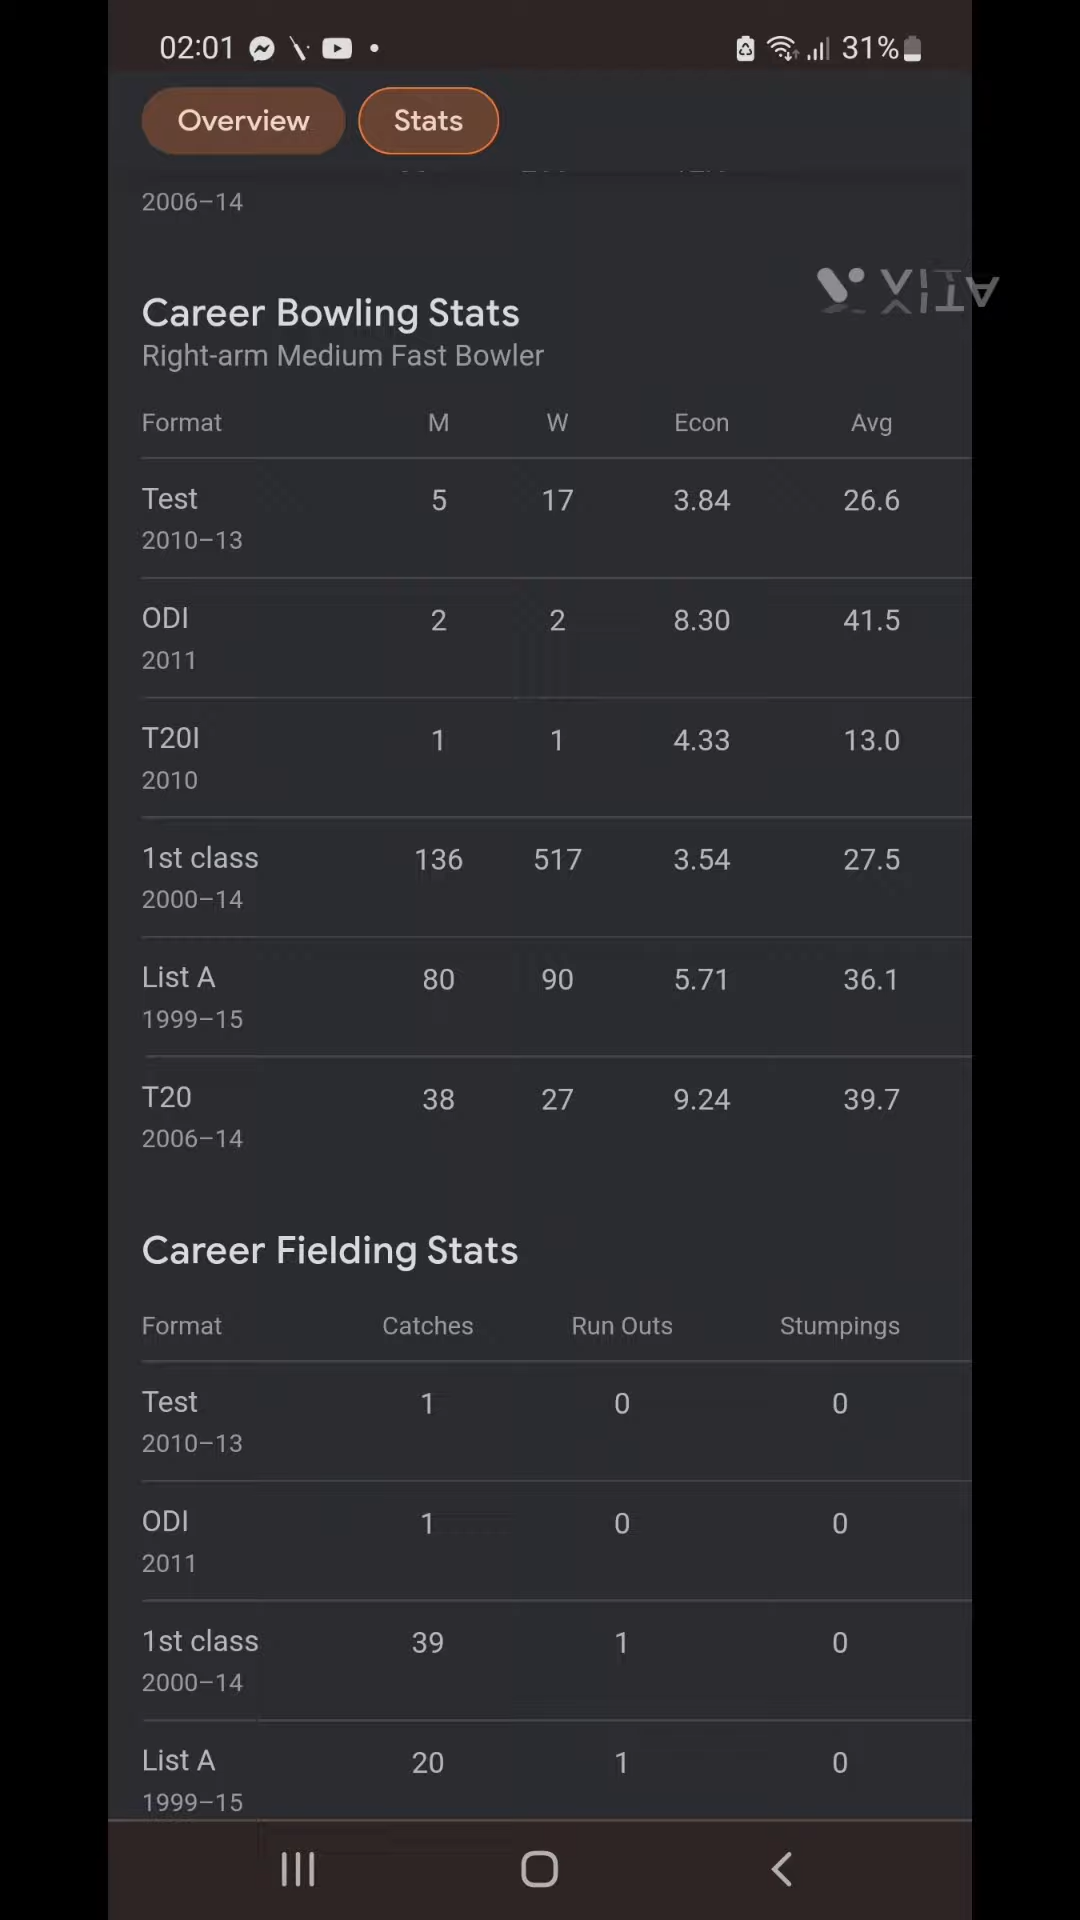 02:01 31%
Overview Stats
2006–14
VITA
Career Bowling Stats
Right-arm Medium Fast Bowler
Format M W Econ Avg
Test 5 17 3.84 26.6
2010–13
ODI 2 2 8.30 41.5
2011
T20I 1 1 4.33 13.0
2010
1st class 136 517 3.54 27.5
2000–14
List A 80 90 5.71 36.1
1999–15
T20 38 27 9.24 39.7
2006–14
Career Fielding Stats
Format Catches Run Outs Stumpings
Test 1 0 0
2010–13
ODI 1 0 0
2011
1st class 39 1 0
2000–14
List A 20 1 0
1999–15